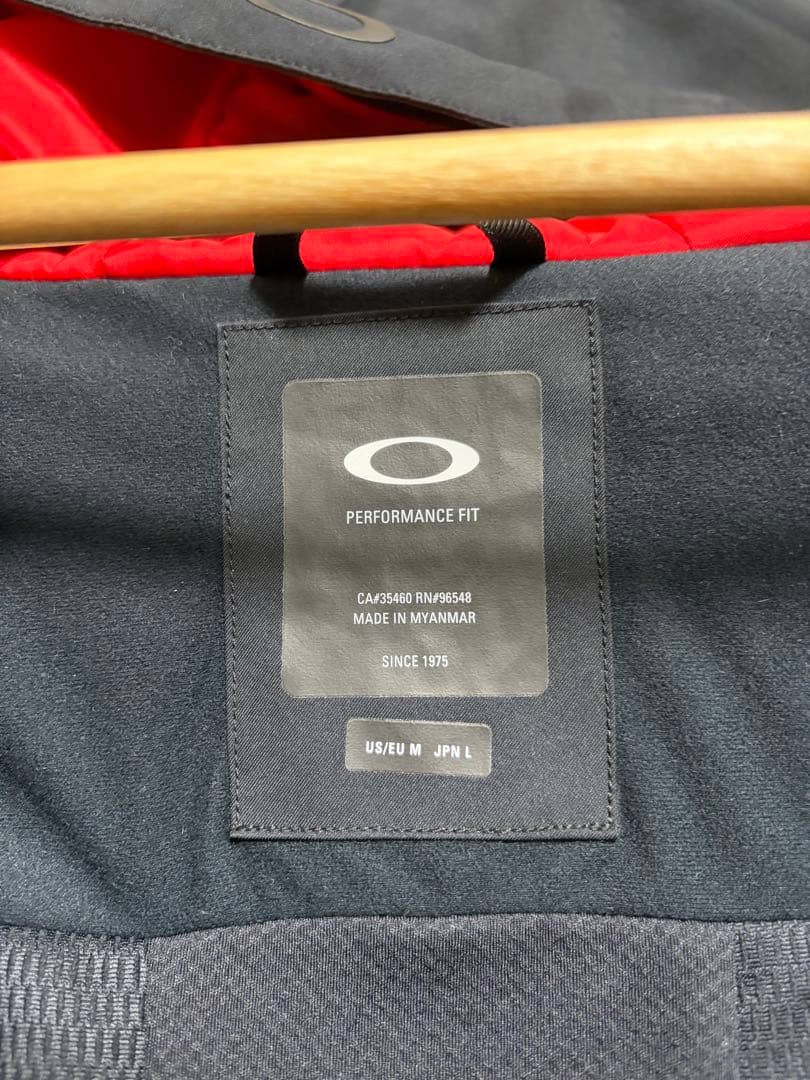 PERFORMANCE FIT
CA#35460 RN#96548
MADE IN MYANMAR
SINCE 1975
US/EU M JPN L